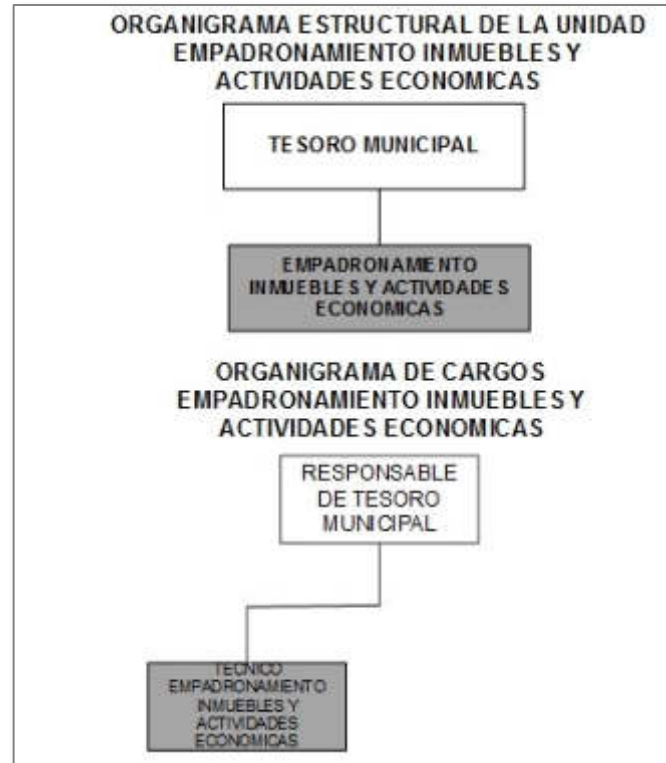 ORGANIGRAMA ESTRUCTURAL DE LA UNIDAD
EMPADRONAMIENTO INMUEBLES Y
ACTIVIDADES ECONOMICAS
TESORO MUNICIPAL
EMPADRONAMIENTO
INMUEBLES Y ACTIVIDADES
ECONOMICAS
ORGANIGRAMA DE CARGOS
EMPADRONAMIENTO INMUEBLES Y
ACTIVIDADES ECONOMICAS
RESPONSABLE
DE TESORO
MUNICIPAL
TECNICO
EMPADRONAMIENTO
INMUEBLES Y
ACTIVIDADES
ECONOMICAS